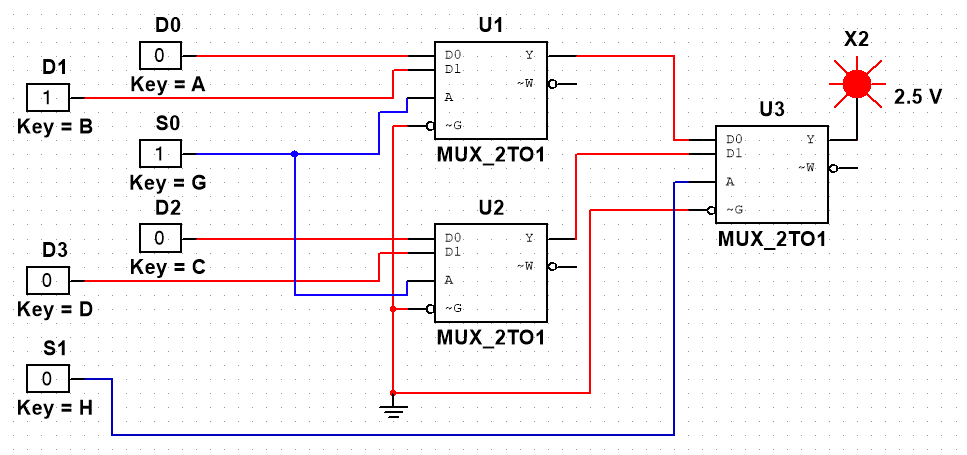 D0
0
Key = A
D1
1
Key = B
S0
1
Key = G
D2
0
Key = C
D3
0
Key = D
S1
0
Key = H
U1
D0 Y
D1
~W
A
~G
MUX_2TO1
U2
D0 Y
D1
~W
A
~G
MUX_2TO1
U3
D0 Y
D1
~W
A
~G
MUX_2TO1
X2
2.5 V